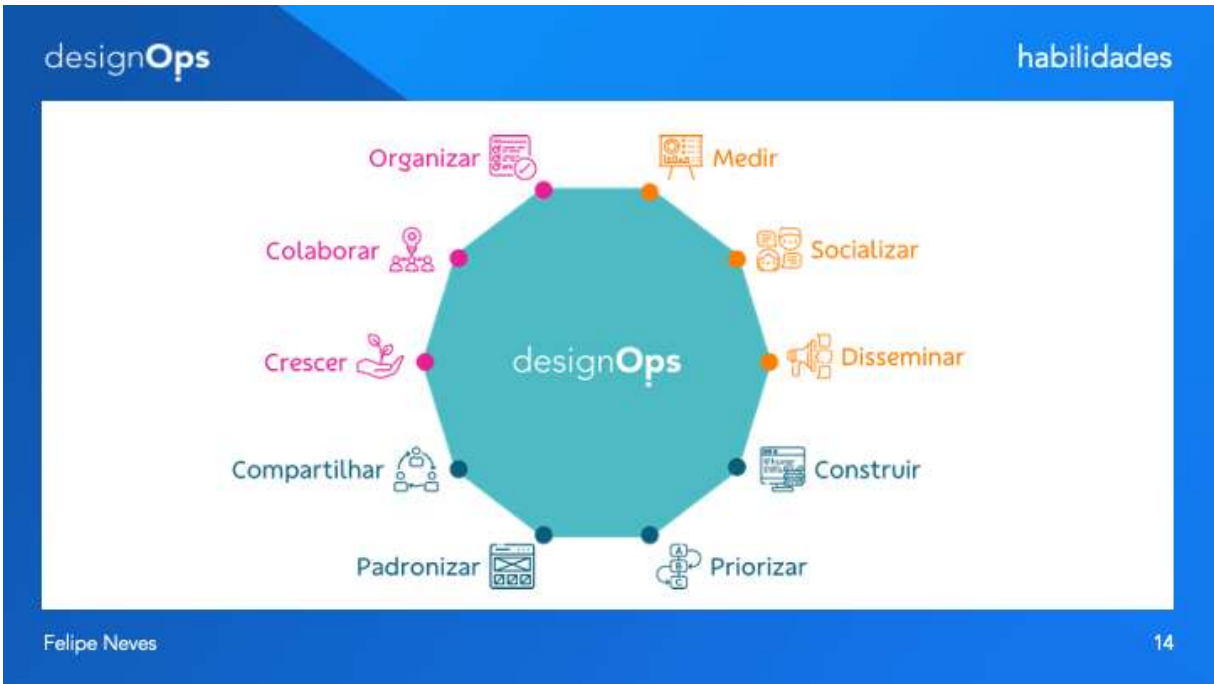 designOps
habilidades
Organizar
Medir
Colaborar
Socializar
Crescer
designOps
Disseminar
Compartilhar
Construir
Padronizar
A
B
C
Priorizar
Felipe Neves
14